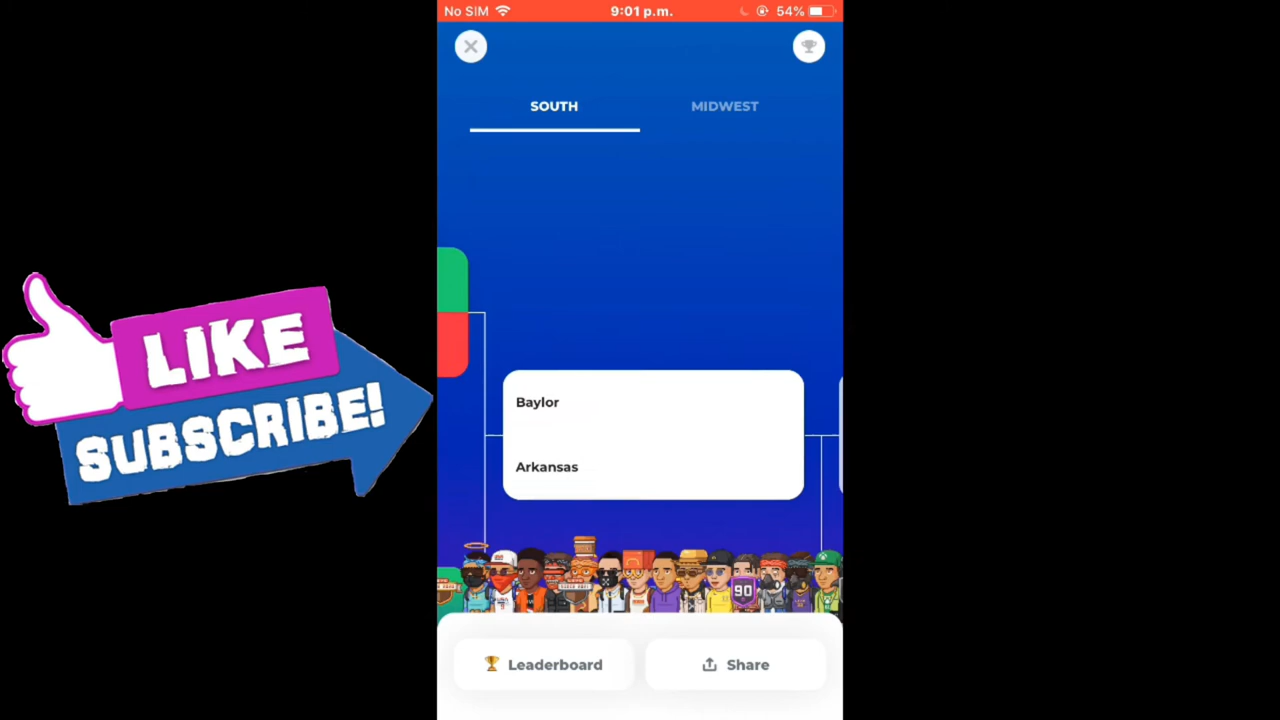 No SIM 9:01 p.m. 54%
SOUTH MIDWEST
LIKE
SUBSCRIBE!
Baylor
Arkansas
90
Leaderboard Share